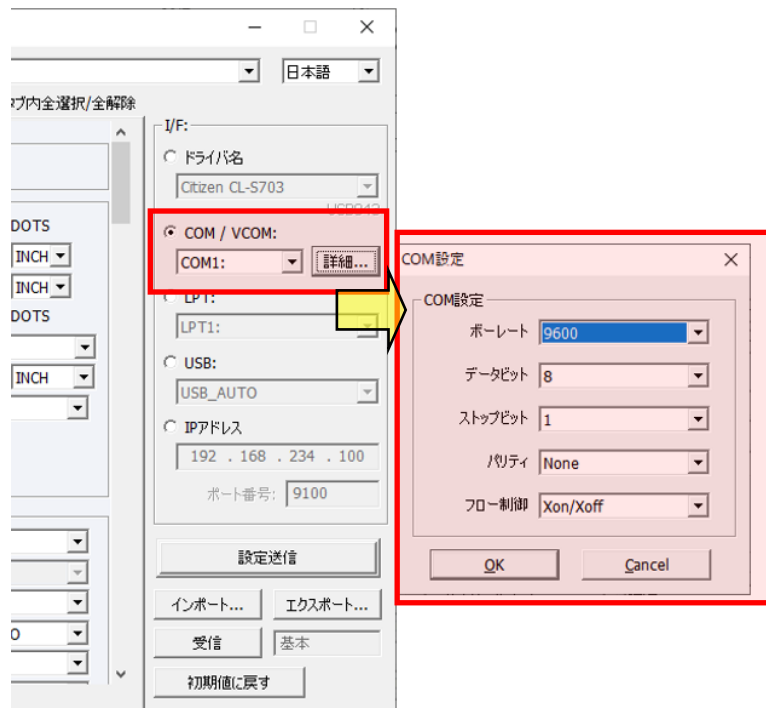 日本語
タブ内全選択/全解除
I/F:
ドライバ名
Citizen CL-S703
DOTS
COM / VCOM:
INCH
COM1:
詳細...
INCH
LPT:
DOTS
LPT1:
USB:
INCH
USB_AUTO
IPアドレス
192 . 168 . 234 . 100
ポート番号: 9100
設定送信
インポート...
エクスポート...
O
受信
基本
初期値に戻す
COM設定
COM設定
ボーレート 9600
データビット 8
ストップビット 1
パリティ None
フロー制御 Xon/Xoff
OK
Cancel